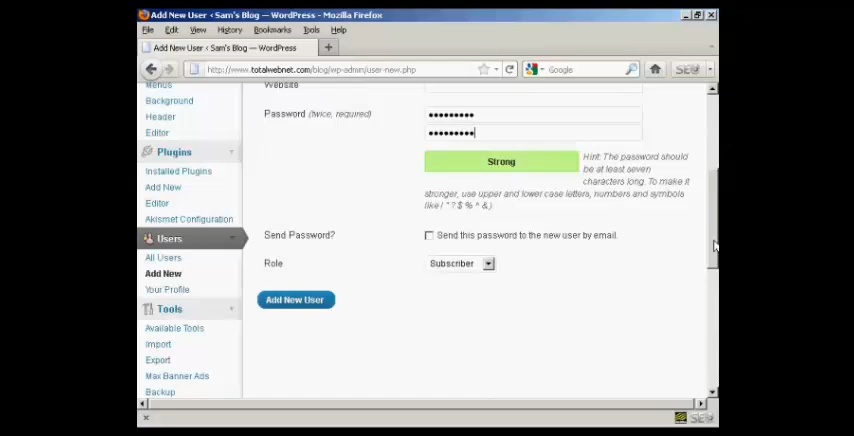 Add New User ‹ Sam's Blog — WordPress - Mozilla Firefox
File Edit View History Bookmarks Tools Help
Add New User ‹ Sam's Blog — WordPress
http://www.totalwebnet.com/blog/wp-admin/user-new.php
Google
SEO
Menus
Background
Header
Editor
Plugins
Installed Plugins
Add New
Editor
Akismet Configuration
Users
All Users
Add New
Your Profile
Tools
Available Tools
Import
Export
Max Banner Ads
Backup
Website
Password (twice, required)
Strong
Hint: The password should
be at least seven
characters long. To make it
stronger, use upper and lower case letters, numbers and symbols
like ! " ? $ % ^ & ).
Send Password?
Send this password to the new user by email.
Role
Subscriber
Add New User
SEO